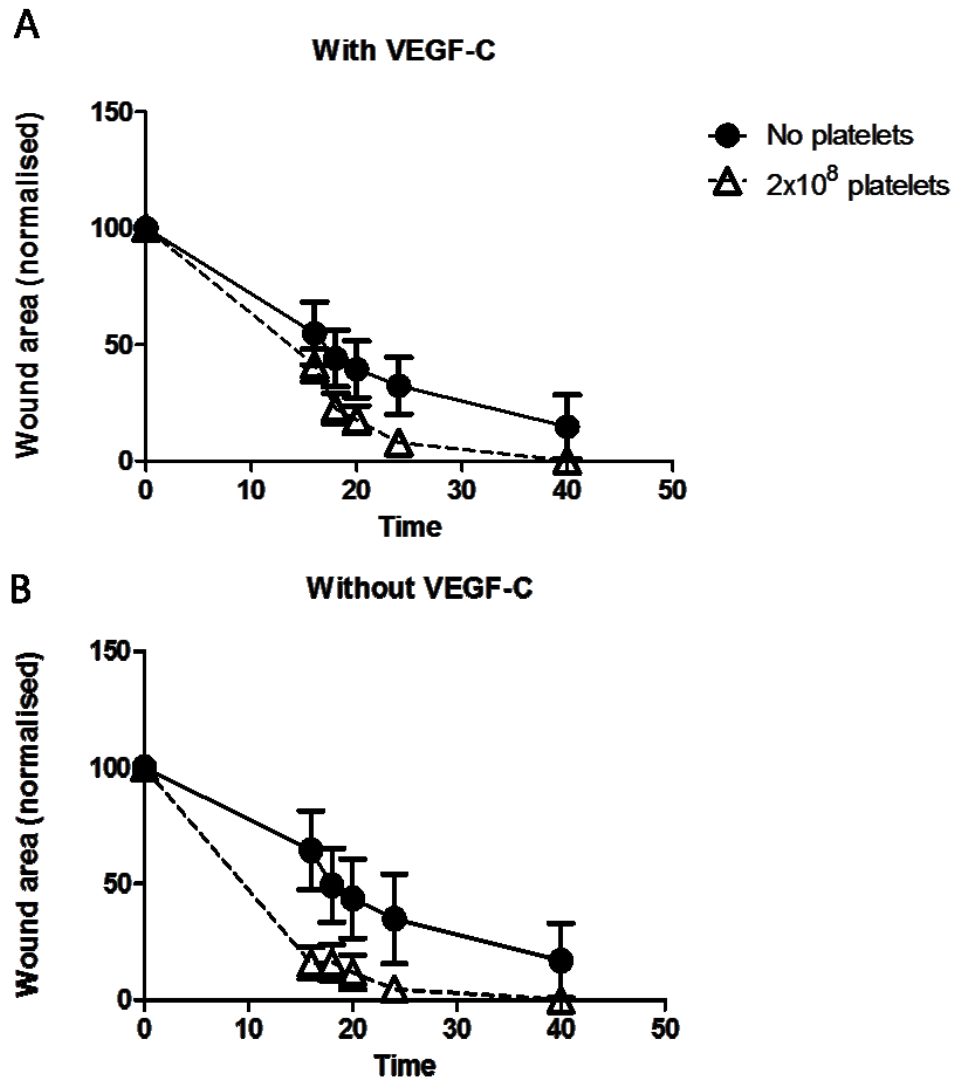 A
With VEGF-C
Wound area (normalised)
150
100
50
0
0 10 20 30 40 50
Time
No platelets
2x10⁸ platelets
B
Without VEGF-C
Wound area (normalised)
150
100
50
0
0 10 20 30 40 50
Time